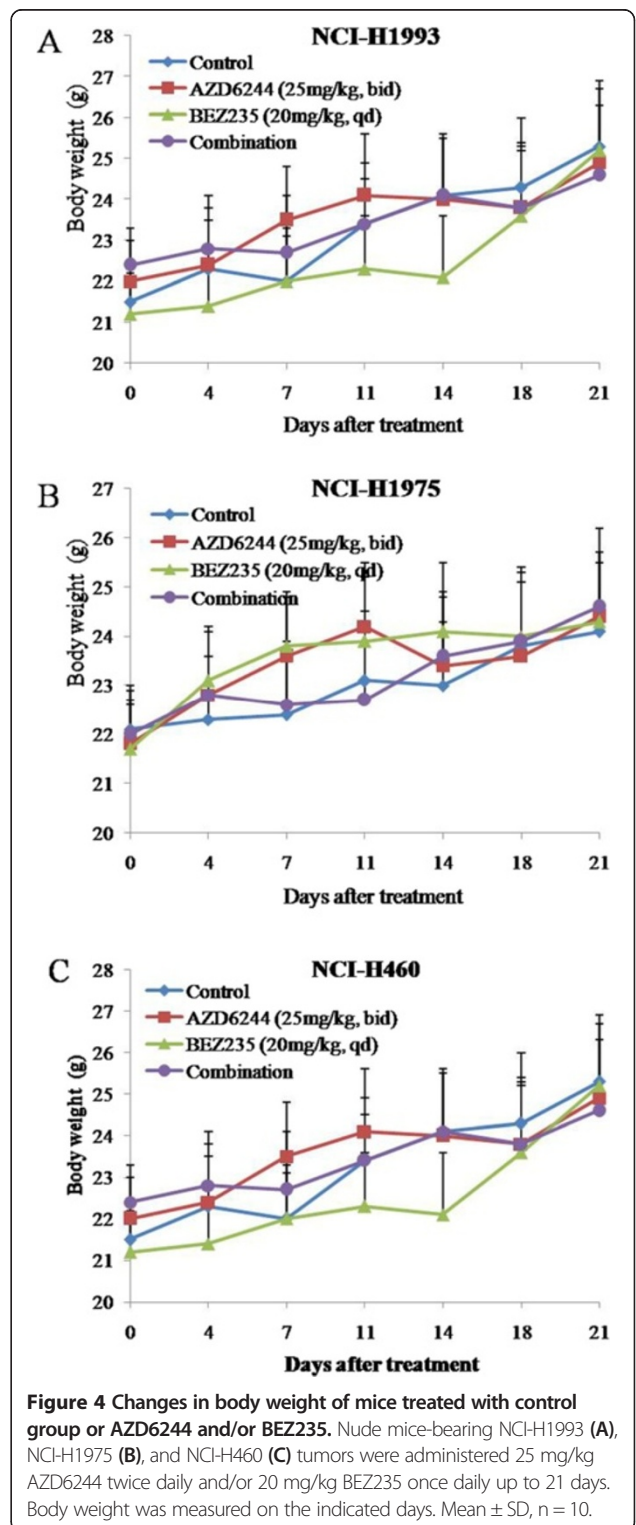 A
NCI-H1993
28
27
26
25
24
23
22
21
20
Body weight (g)
Control
AZD6244 (25mg/kg, bid)
BEZ235 (20mg/kg, qd)
Combination
0 4 7 11 14 18 21
Days after treatment
B
NCI-H1975
27
26
25
24
23
22
21
20
Body weight (g)
Control
AZD6244 (25mg/kg, bid)
BEZ235 (20mg/kg, qd)
Combination
0 4 7 11 14 18 21
Days after treatment
C
NCI-H460
28
27
26
25
24
23
22
21
20
Body weight (g)
Control
AZD6244 (25mg/kg, bid)
BEZ235 (20mg/kg, qd)
Combination
0 4 7 11 14 18 21
Days after treatment
Figure 4 Changes in body weight of mice treated with control
group or AZD6244 and/or BEZ235. Nude mice-bearing NCI-H1993 (A),
NCI-H1975 (B), and NCI-H460 (C) tumors were administered 25 mg/kg
AZD6244 twice daily and/or 20 mg/kg BEZ235 once daily up to 21 days.
Body weight was measured on the indicated days. Mean ± SD, n = 10.